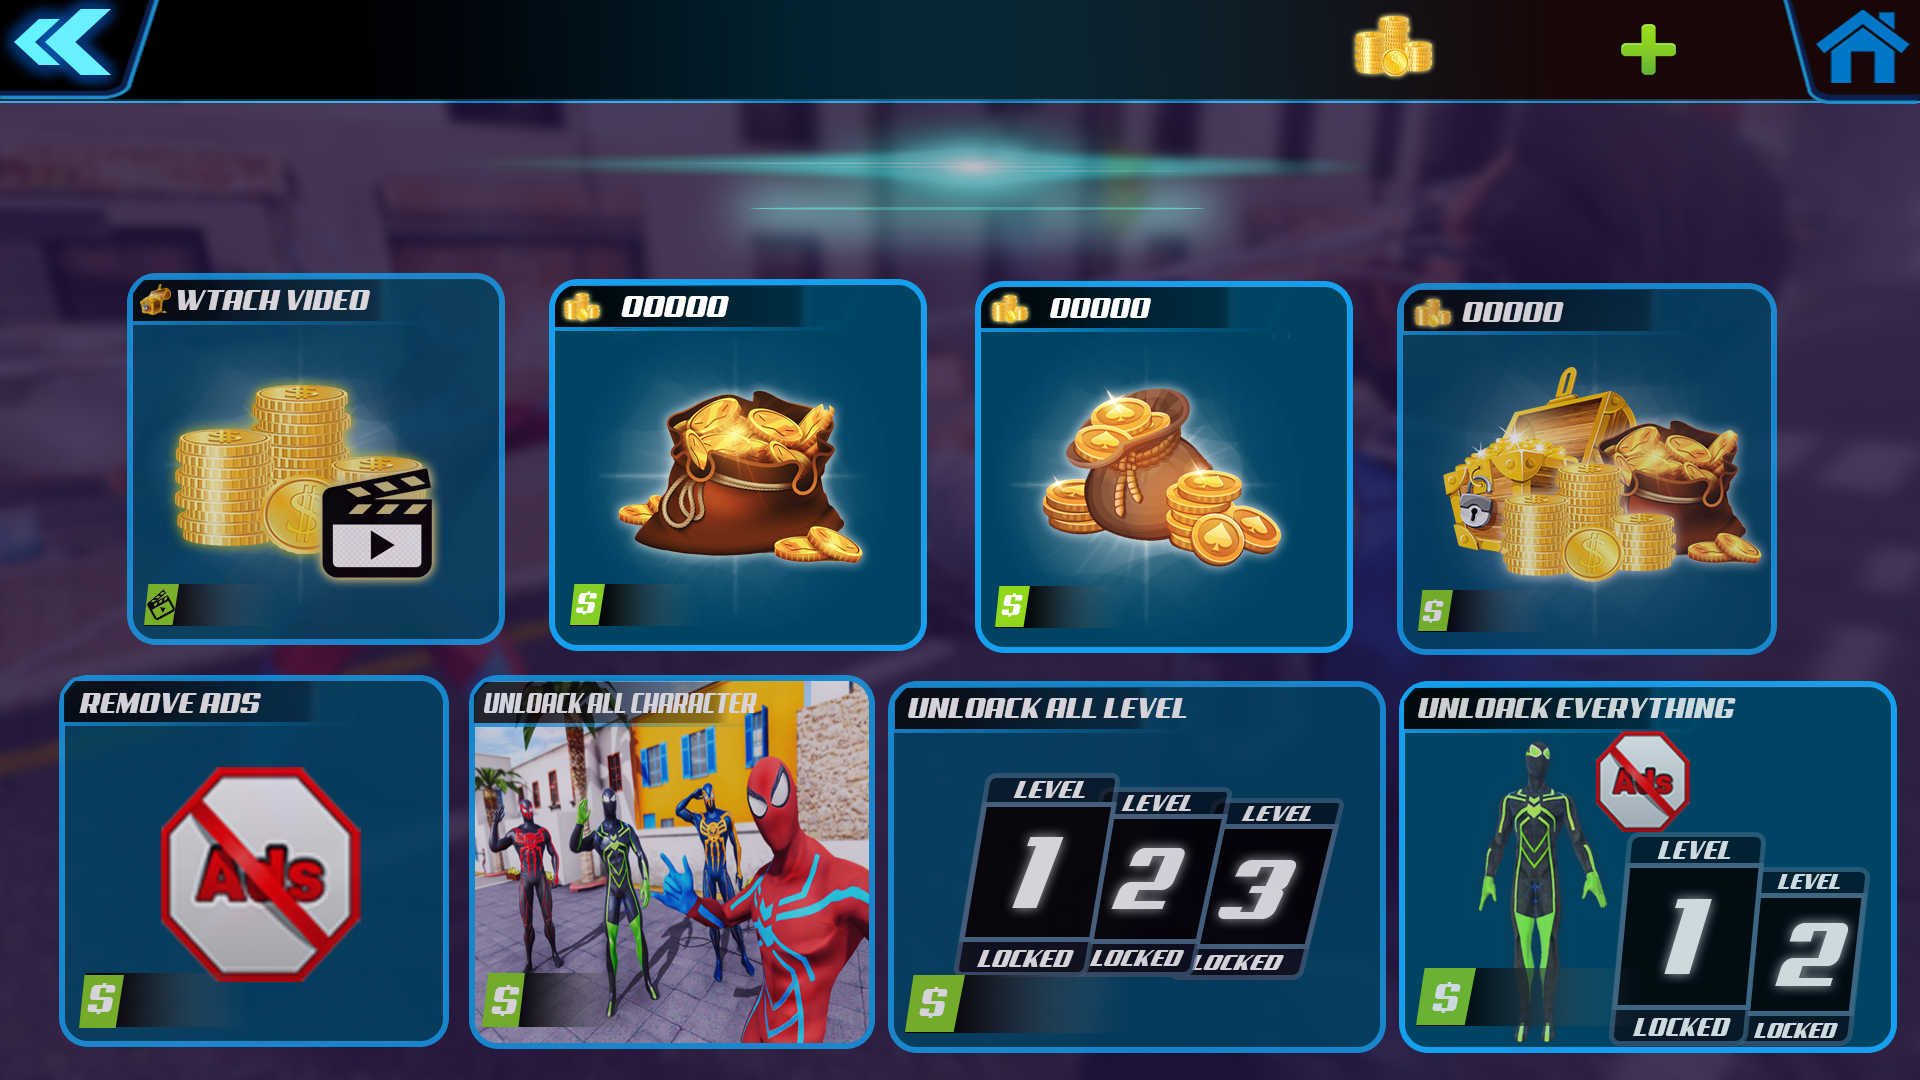 WTACH VIDEO
00000
00000
00000
$
$
$
REMOVE ADS
Ads
$
UNLOACK ALL CHARACTER
$
UNLOACK ALL LEVEL
LEVEL
1
LOCKED
LEVEL
2
LOCKED
LEVEL
3
LOCKED
$
UNLOACK EVERYTHING
Ads
LEVEL
1
LOCKED
LEVEL
2
LOCKED
$